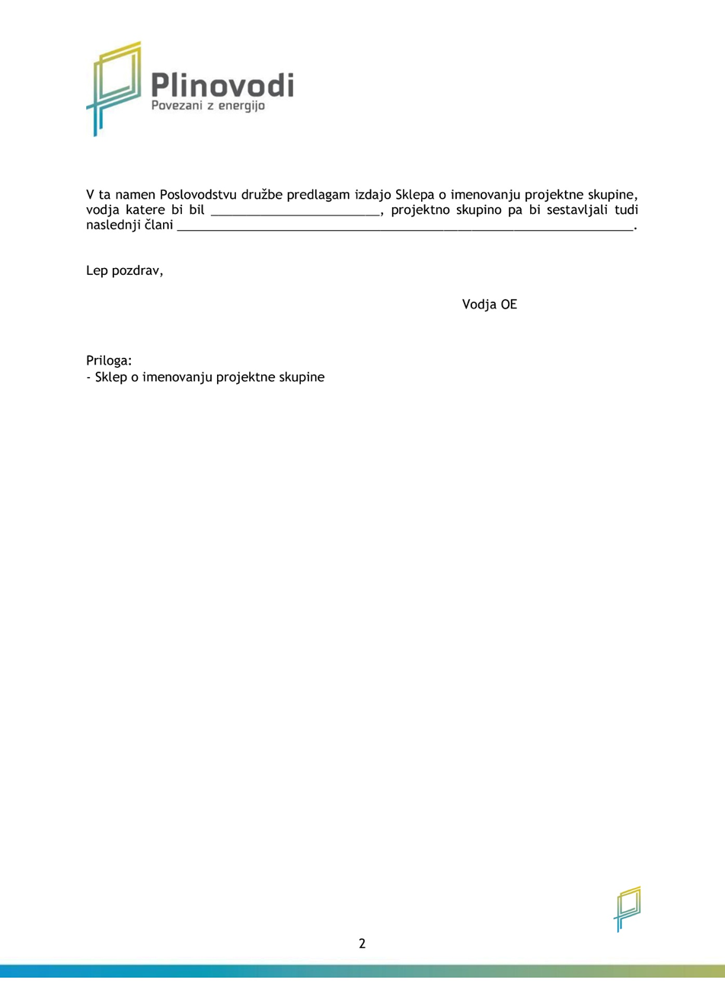 Plinovodi
Povezani z energijo
V ta namen Poslovodstvu družbe predlagam izdajo Sklepa o imenovanju projektne skupine,
vodja katere bi bil ________________________, projektno skupino pa bi sestavljali tudi
naslednji člani _________________________________________________________________.
Lep pozdrav,
Vodja OE
Priloga:
- Sklep o imenovanju projektne skupine
2